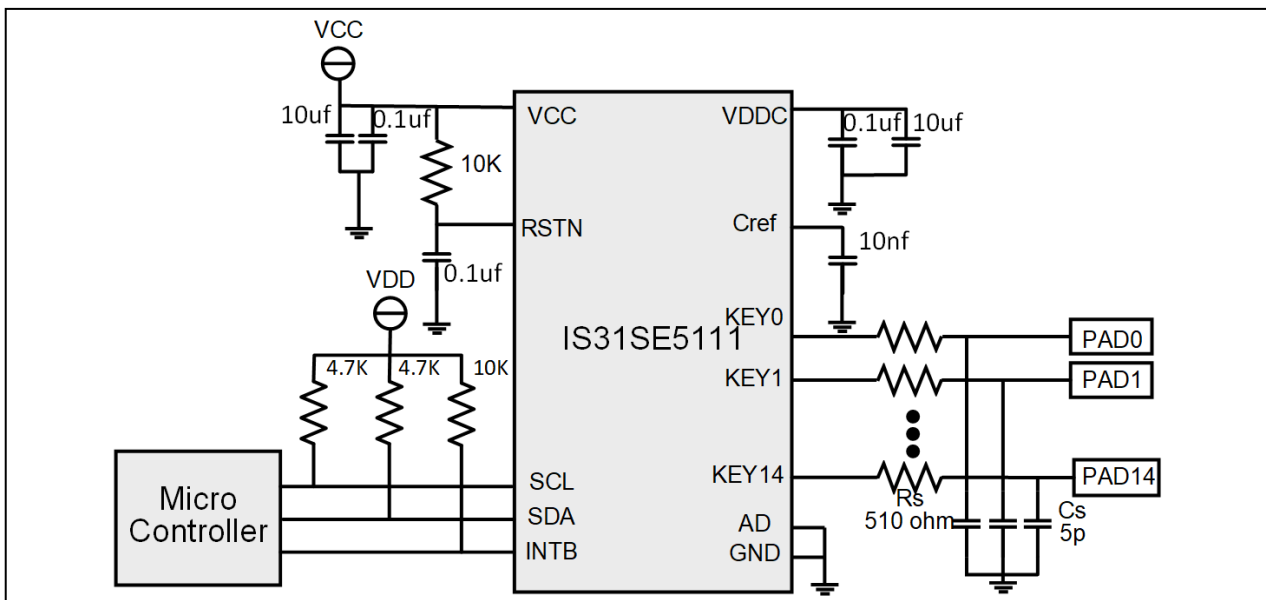 VCC
10uf
0.1uf
10K
VCC
RSTN
0.1uf
VDD
4.7K
4.7K
10K
Micro
Controller
SCL
SDA
INTB
IS31SE5111
VDDC
0.1uf
10uf
Cref
10nf
KEY0
PAD0
KEY1
PAD1
KEY14
PAD14
Rs
510 ohm
Cs
5p
AD
GND